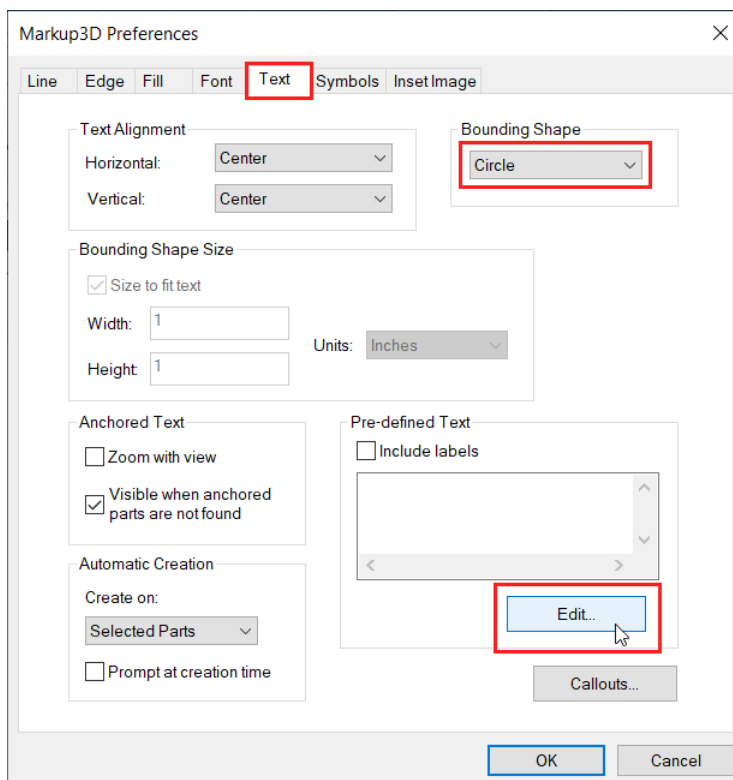 Markup3D Preferences
Line Edge Fill Font Text Symbols Inset Image
Text Alignment
Horizontal: Center
Vertical: Center
Bounding Shape
Circle
Bounding Shape Size
Size to fit text
Width: 1
Height: 1
Units: Inches
Anchored Text
Zoom with view
Visible when anchored
parts are not found
Pre-defined Text
Include labels
Edit...
Automatic Creation
Create on:
Selected Parts
Prompt at creation time
Callouts...
OK Cancel